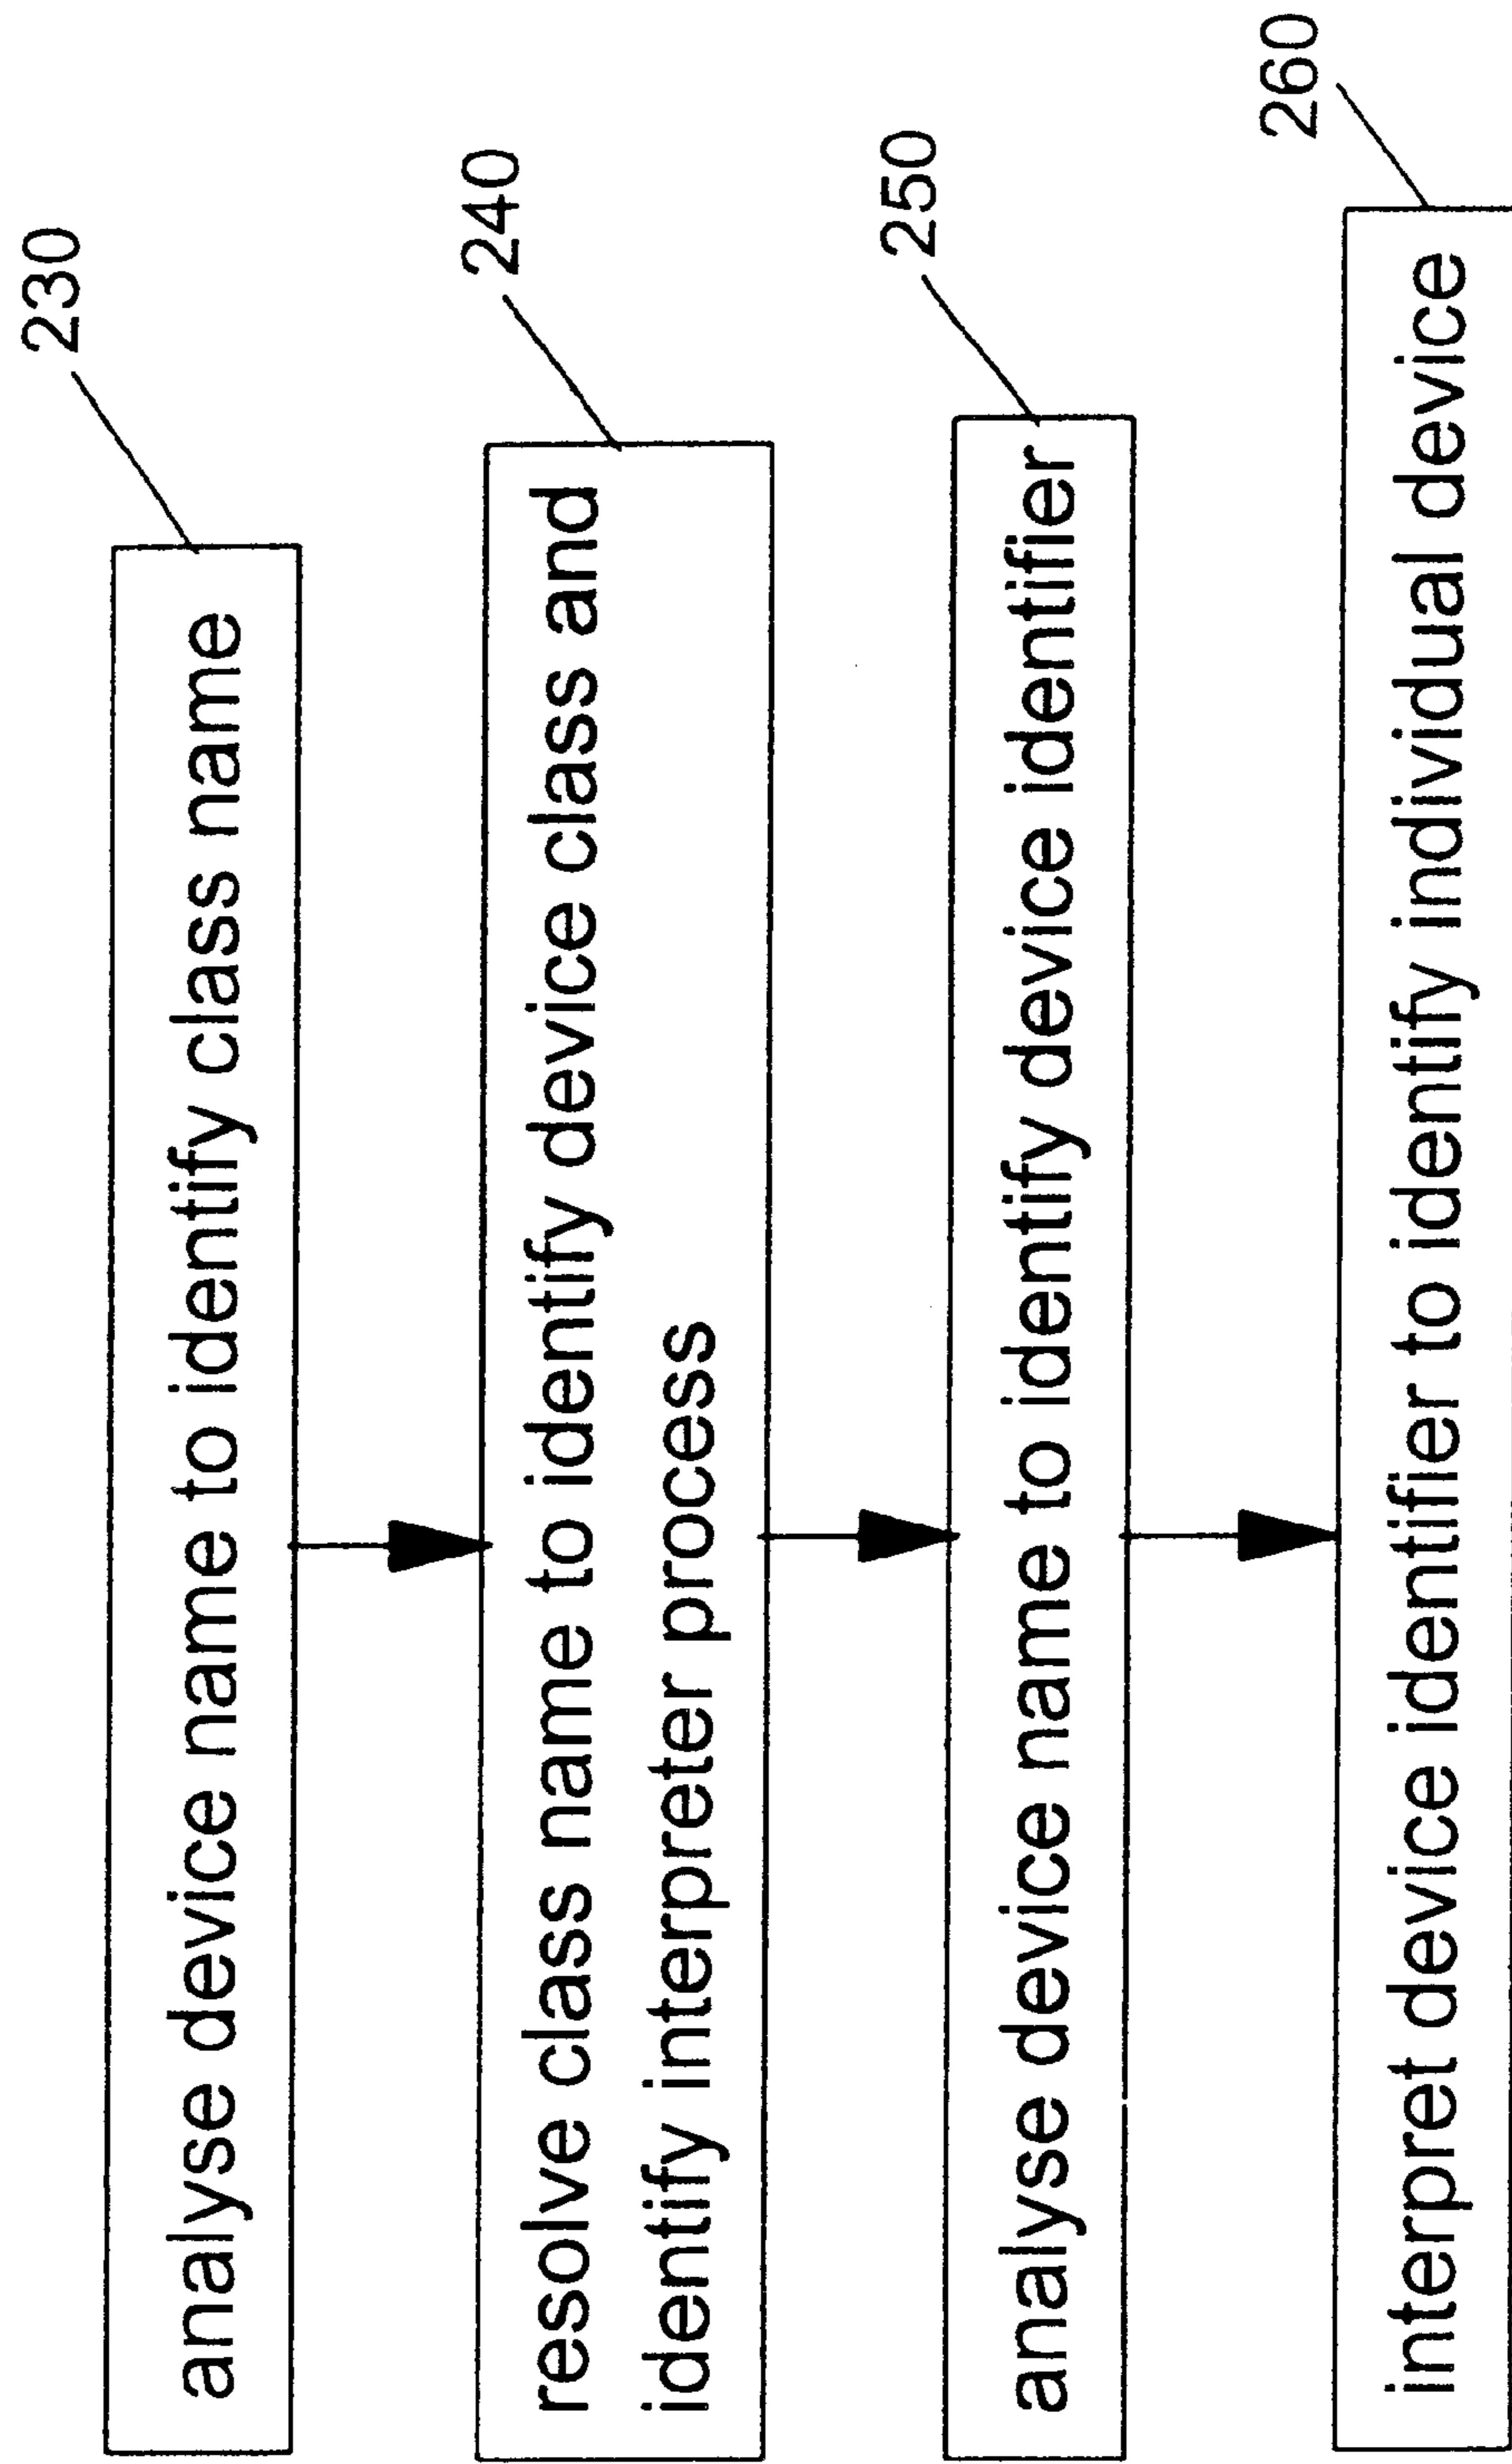 analyse device name to identify class name
230
resolve class name to identify device class and
identify interpreter process
240
analyse device name to identify device identifier
250
interpret device identifier to identify individual device
260